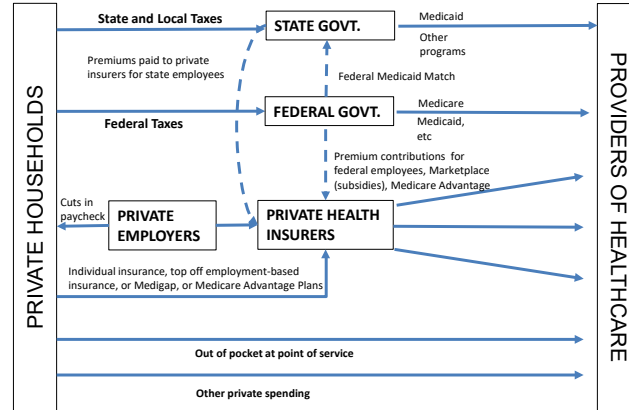 State and Local Taxes
STATE GOVT.
Medicaid
Other
programs
Premiums paid to private
insurers for state employees
Federal Medicaid Match
Federal Taxes
FEDERAL GOVT.
Medicare
Medicaid,
etc
Premium contributions for
federal employees, Marketplace
(subsidies), Medicare Advantage
Cuts in
paycheck
PRIVATE
EMPLOYERS
PRIVATE HEALTH
INSURERS
Individual insurance, top off employment-based
insurance, or Medigap, or Medicare Advantage Plans
Out of pocket at point of service
Other private spending
PRIVATE HOUSEHOLDS
PROVIDERS OF HEALTHCARE